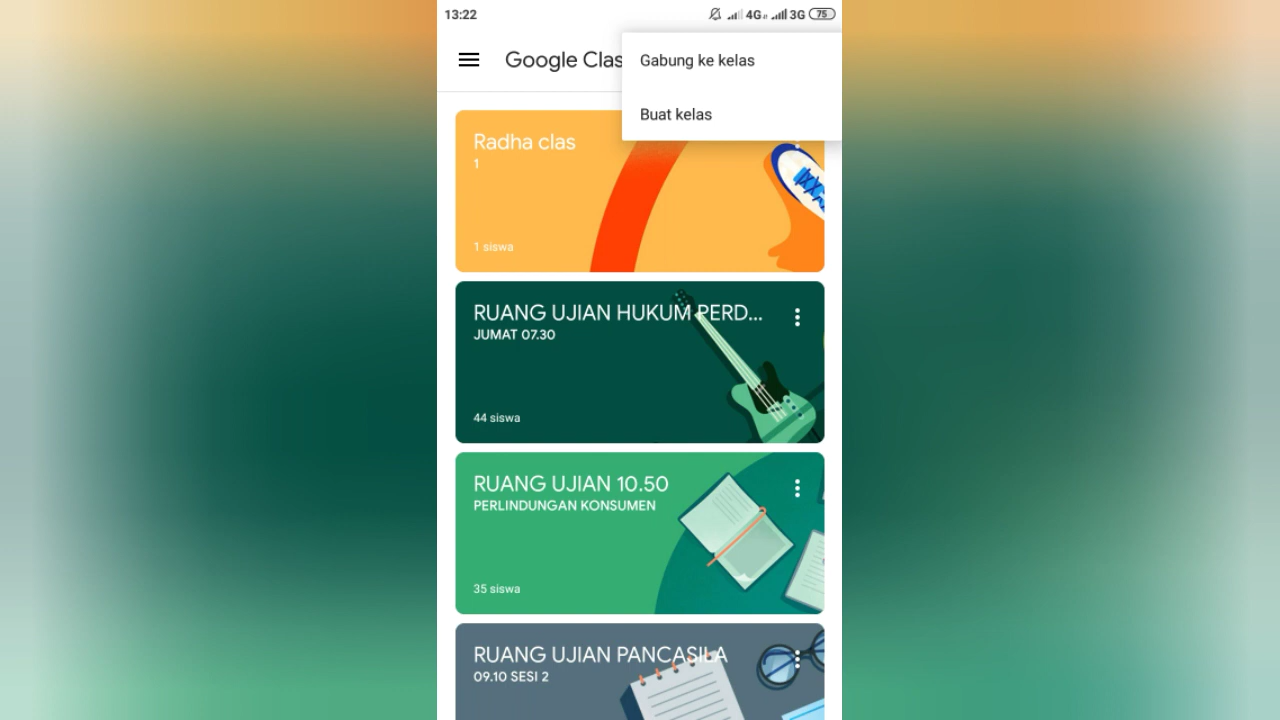 13:22
4G 3G 75
Google Clas
Gabung ke kelas
Buat kelas
Radha clas
1
1 siswa
RUANG UJIAN HUKUM PERD...
JUMAT 07.30
44 siswa
RUANG UJIAN 10.50
PERLINDUNGAN KONSUMEN
35 siswa
RUANG UJIAN PANCASILA
09.10 SESI 2